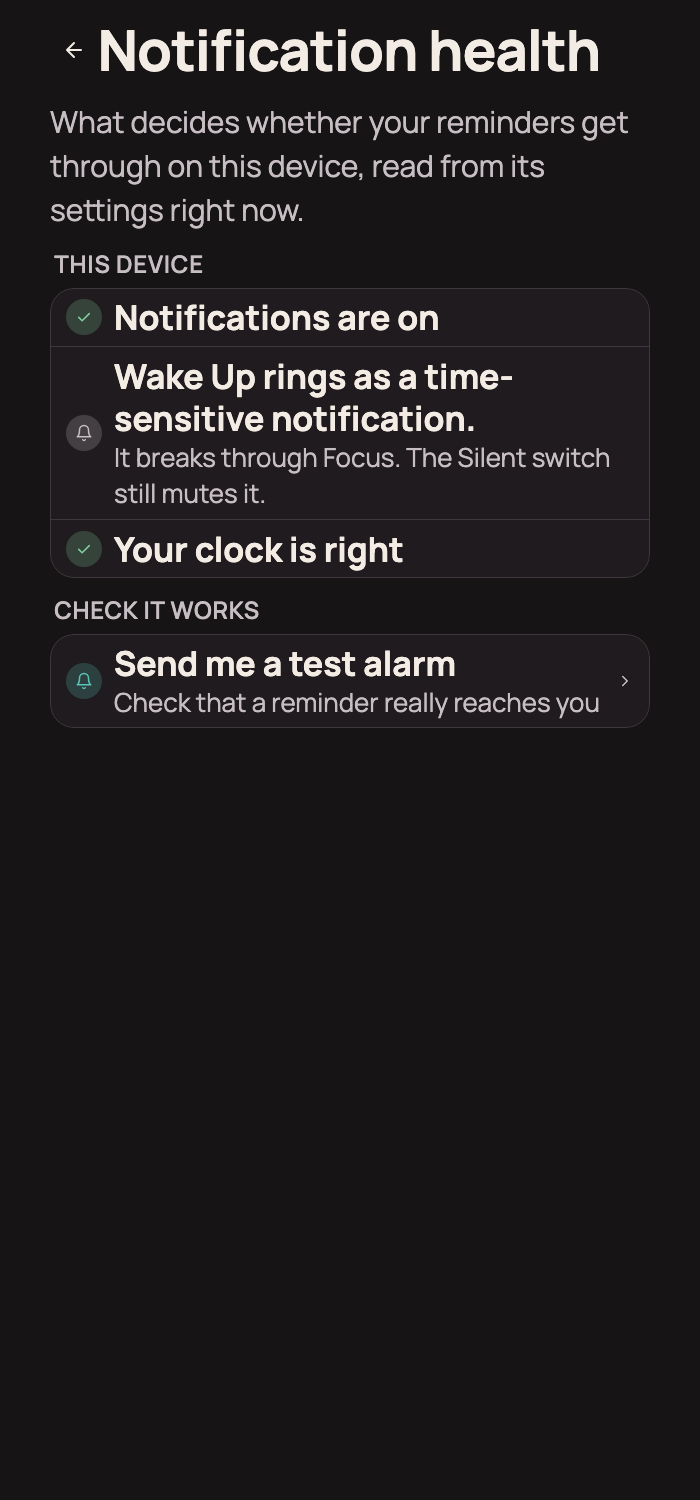 Notification health
What decides whether your reminders get
through on this device, read from its
settings right now.
THIS DEVICE
Notifications are on
Wake Up rings as a time-
sensitive notification.
It breaks through Focus. The Silent switch
still mutes it.
Your clock is right
CHECK IT WORKS
Send me a test alarm
Check that a reminder really reaches you